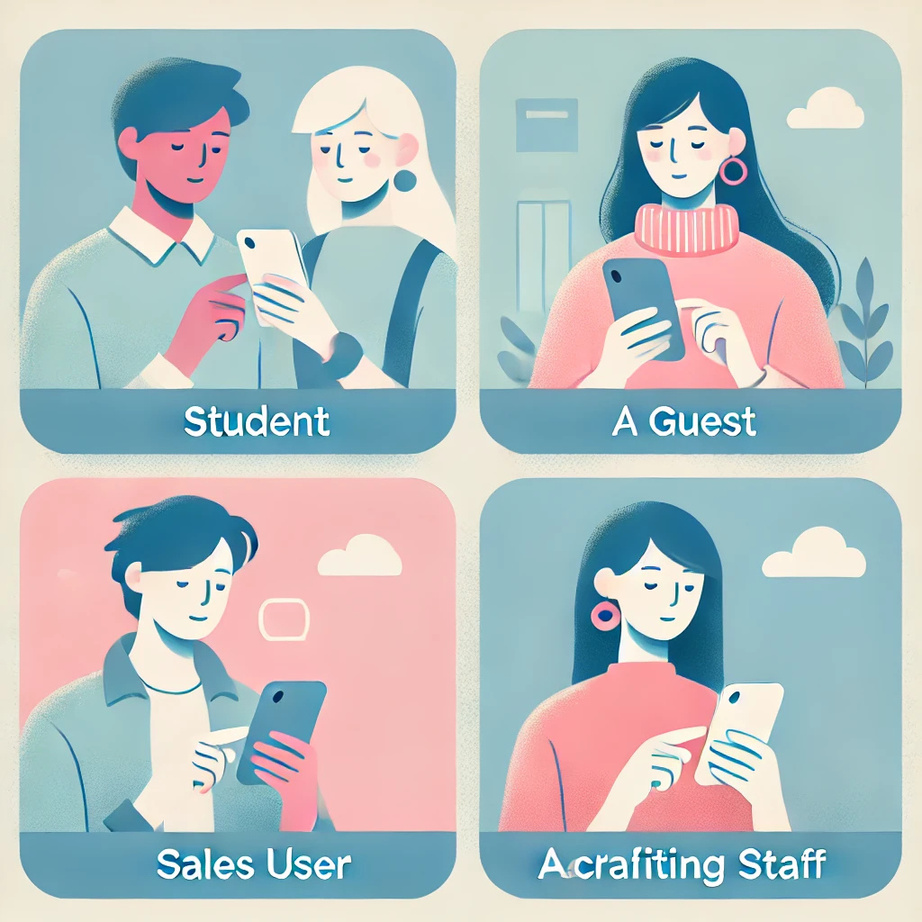 Student
A Guest
Sales User
Acrafiting Staff